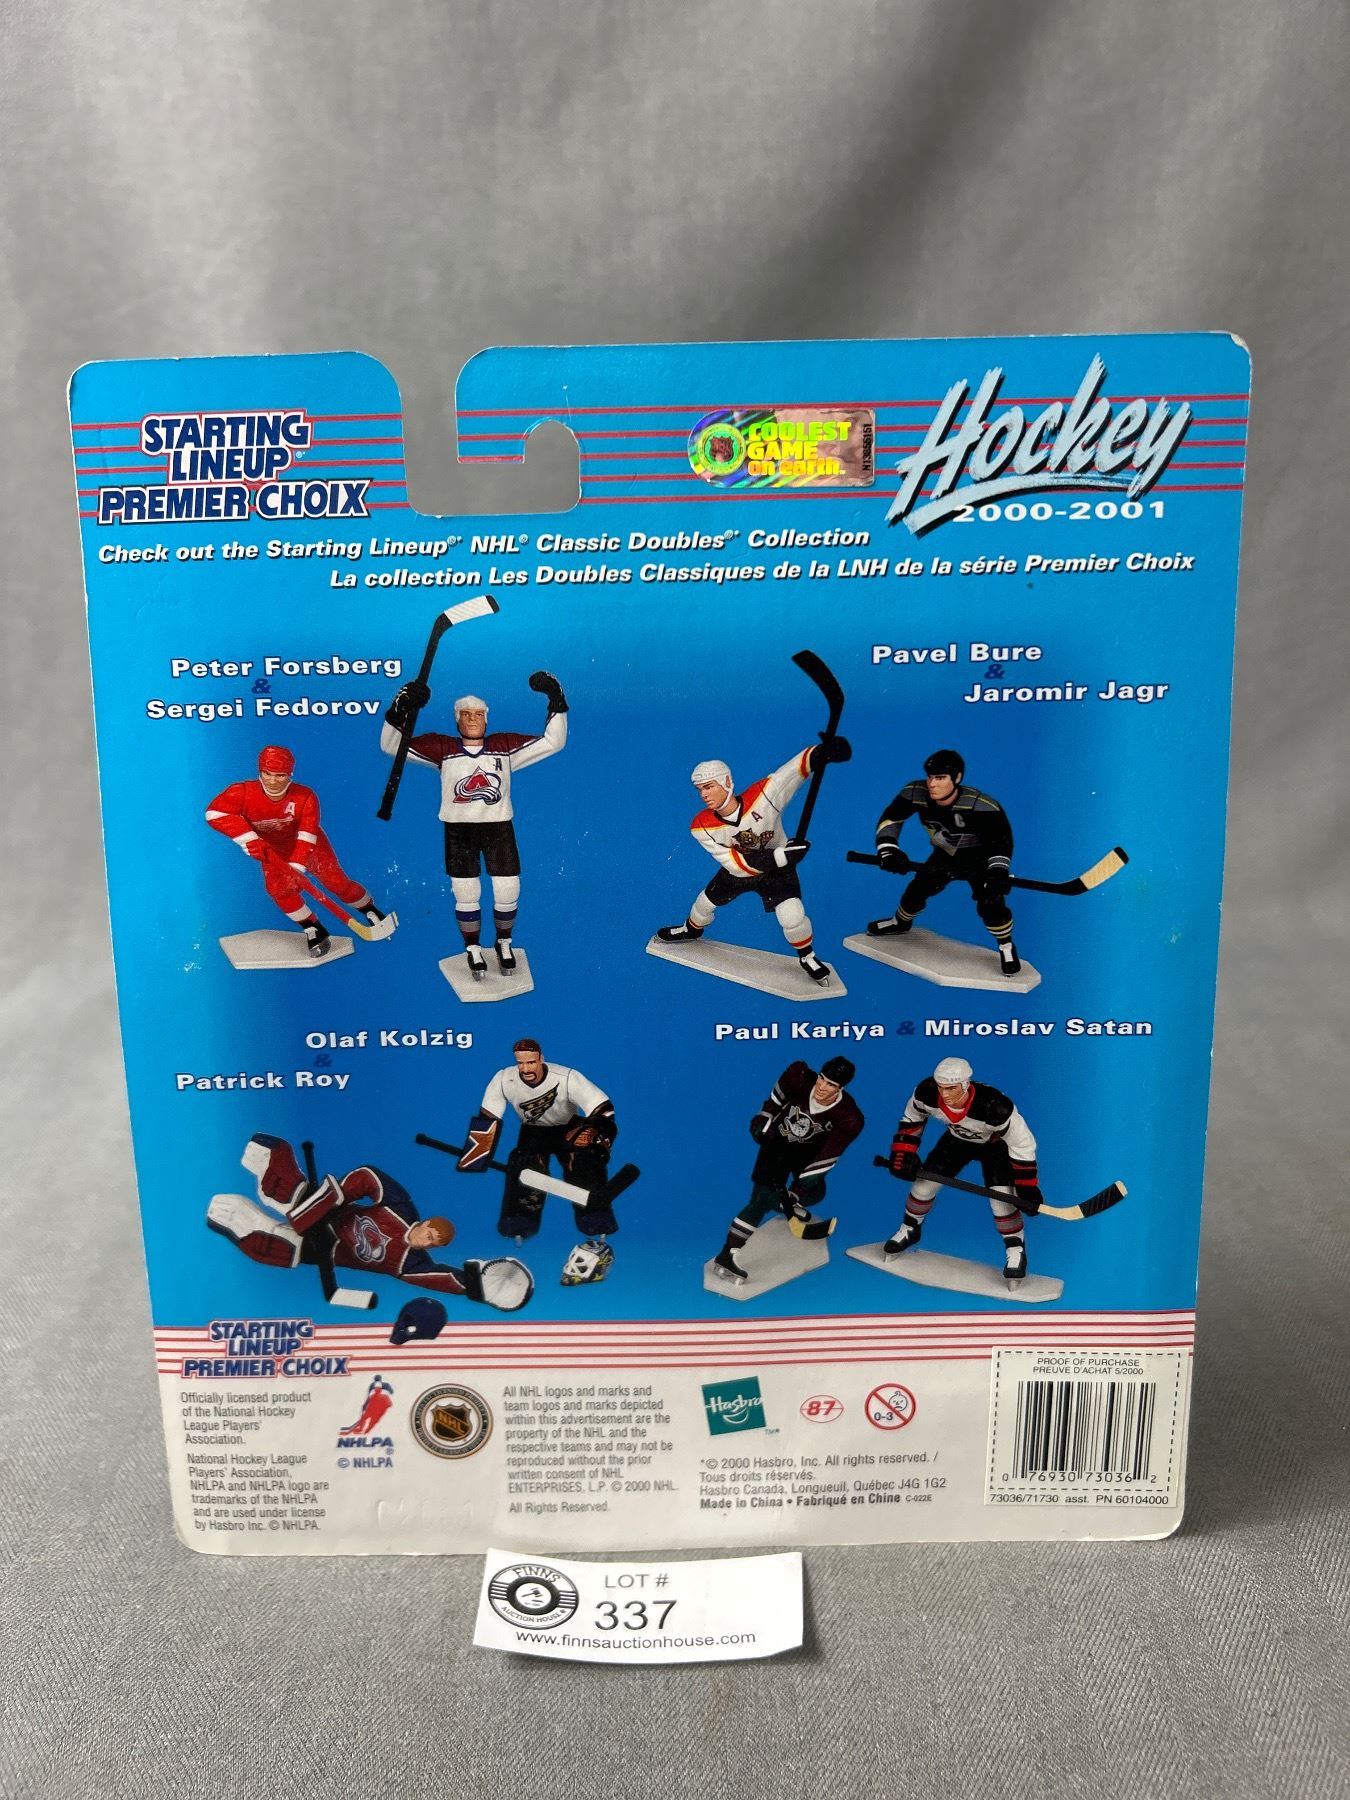 STARTING
LINEUP®
PREMIER CHOIX
COOLEST
GAME
on earth.
Hockey
2000-2001
Check out the Starting Lineup®* NHL® Classic Doubles®* Collection
La collection Les Doubles Classiques de la LNH de la série Premier Choix
Peter Forsberg
&
Sergei Fedorov
Pavel Bure
&
Jaromir Jagr
Olaf Kolzig
&
Patrick Roy
Paul Kariya & Miroslav Satan
STARTING
LINEUP
PREMIER CHOIX
Officially licensed product
of the National Hockey
League Players'
Association.
National Hockey League
Players' Association,
NHLPA and NHLPA logo are
trademarks of the NHLPA
and are used under license
by Hasbro Inc. © NHLPA.
NHLPA
®
© NHLPA
NHL
All NHL logos and marks and
team logos and marks depicted
within this advertisement are the
property of the NHL and the
respective teams and may not be
reproduced without the prior
written consent of NHL
ENTERPRISES, L.P. © 2000 NHL.
All Rights Reserved.
Hasbro
TM*
87
0-3
*© 2000 Hasbro, Inc. All rights reserved. /
Tous droits réservés.
Hasbro Canada, Longueuil, Québec J4G 1G2
Made in China • Fabriqué en Chine C-022E
PROOF OF PURCHASE
PREUVE D'ACHAT 5/2000
0 76930 73036 2
73036/71730 asst. PN 60104000
FINNS
AUCTION HOUSE
LOT #
337
www.finnsauctionhouse.com